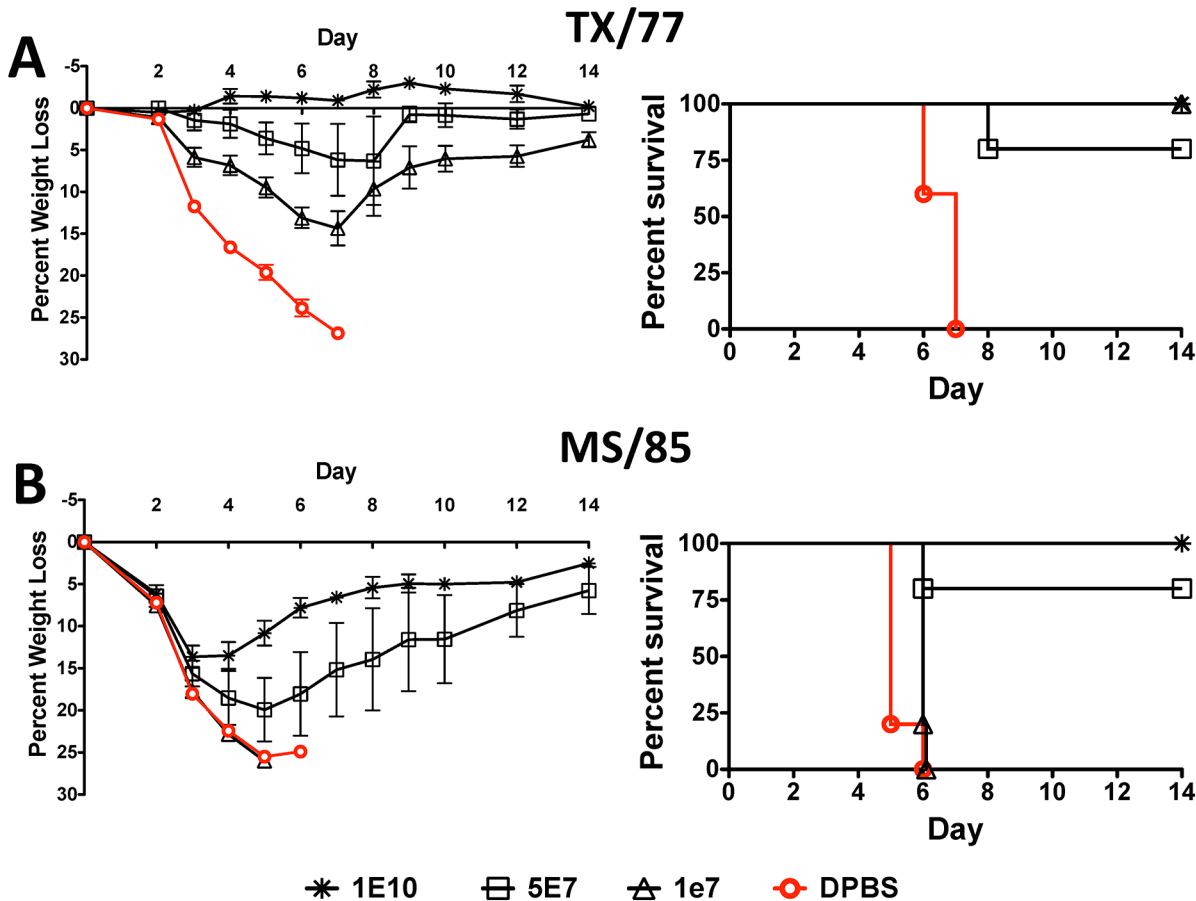 TX/77
A
Day
2 4 6 8 10 12 14
-5
0
5
10
15
20
25
30
Percent Weight Loss
100
75
50
25
0
Percent survival
0 2 4 6 8 10 12 14
Day
MS/85
B
Day
2 4 6 8 10 12 14
-5
0
5
10
15
20
25
30
Percent Weight Loss
100
75
50
25
0
Percent survival
0 2 4 6 8 10 12 14
Day
1E10 5E7 1e7 DPBS